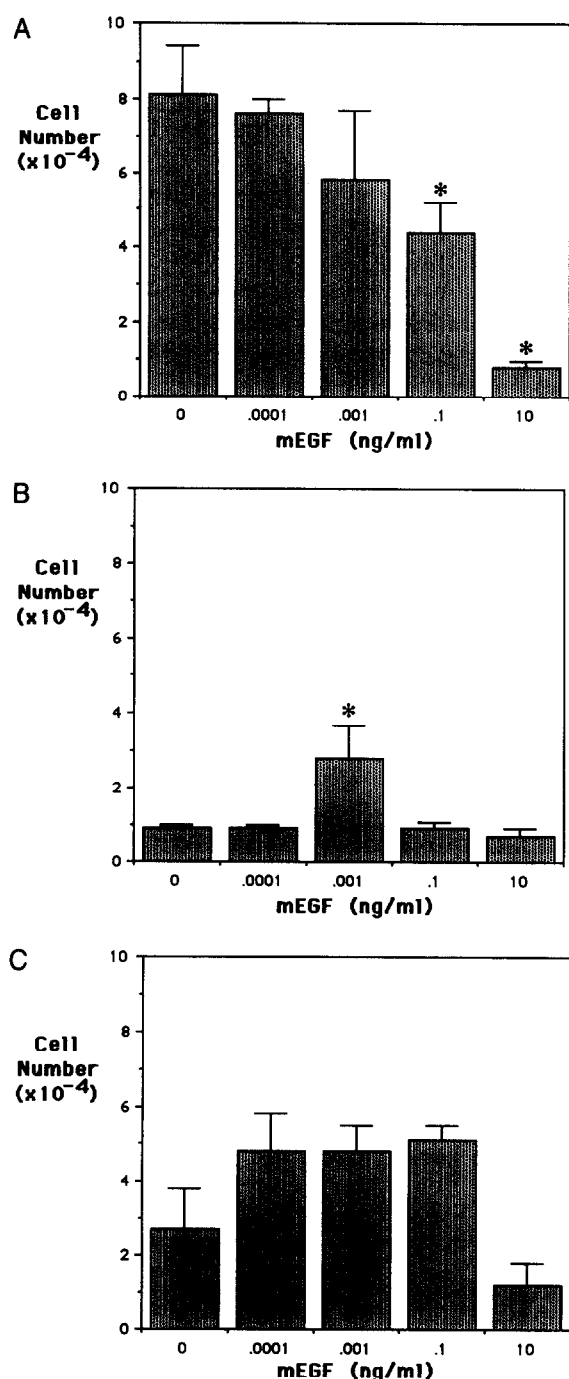 A
Cell
Number
(x10⁻⁴)
10
8
6
4
2
0
*
*
0 .0001 .001 .1 10
mEGF (ng/ml)
B
Cell
Number
(x10⁻⁴)
10
8
6
4
2
0
*
0 .0001 .001 .1 10
mEGF (ng/ml)
C
Cell
Number
(x10⁻⁴)
10
8
6
4
2
0
0 .0001 .001 .1 10
mEGF (ng/ml)